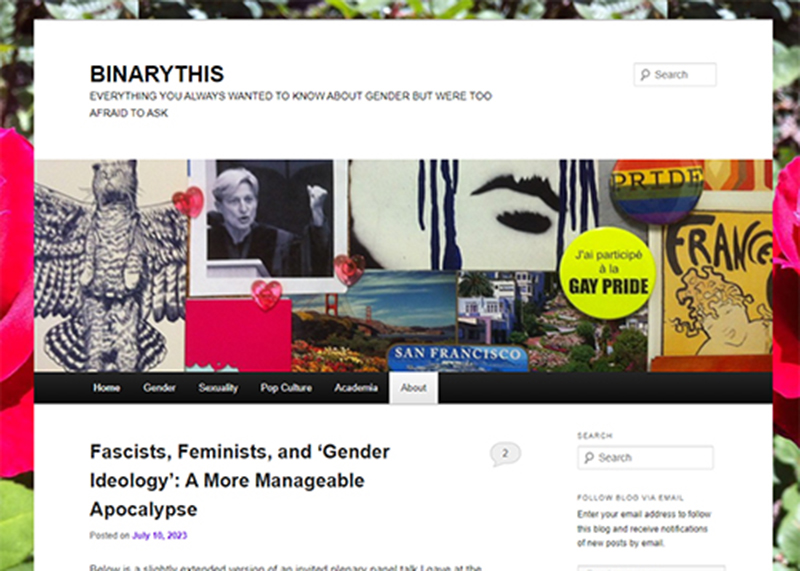 BINARYTHIS
Search
EVERYTHING YOU ALWAYS WANTED TO KNOW ABOUT GENDER BUT WERE TOO
AFRAID TO ASK
PRIDE
J'ai participé
à la
GAY PRIDE
SAN FRANCISCO
Home Gender Sexuality Pop Culture Academia About
Fascists, Feminists, and ‘Gender
Ideology’: A More Manageable
Apocalypse
2
Posted on July 10, 2023
Below is a slightly extended version of an invited plenary panel talk I gave at the
SEARCH
Search
FOLLOW BLOG VIA EMAIL
Enter your email address to follow
this blog and receive notifications
of new posts by email.